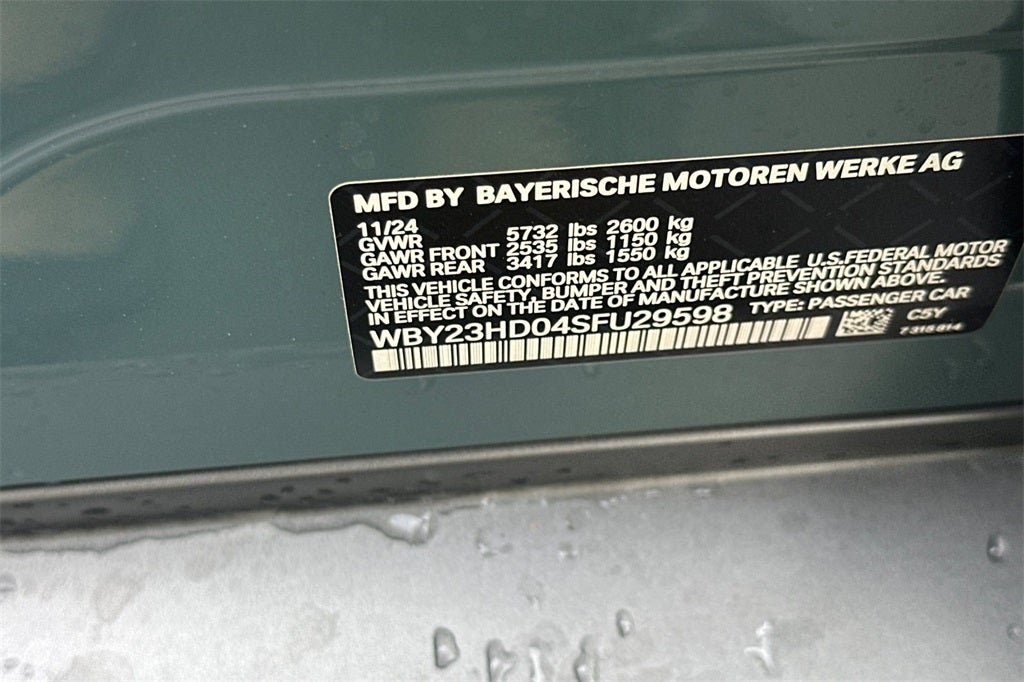 MFD BY BAYERISCHE MOTOREN WERKE AG
11/24
GVWR 5732 lbs 2600 kg
GAWR FRONT 2535 lbs 1150 kg
GAWR REAR 3417 lbs 1550 kg
THIS VEHICLE CONFORMS TO ALL APPLICABLE U.S.FEDERAL MOTOR
VEHICLE SAFETY, BUMPER AND THEFT PREVENTION STANDARDS
IN EFFECT ON THE DATE OF MANUFACTURE SHOWN ABOVE.
WBY23HD04SFU29598 TYPE: PASSENGER CAR
C5Y